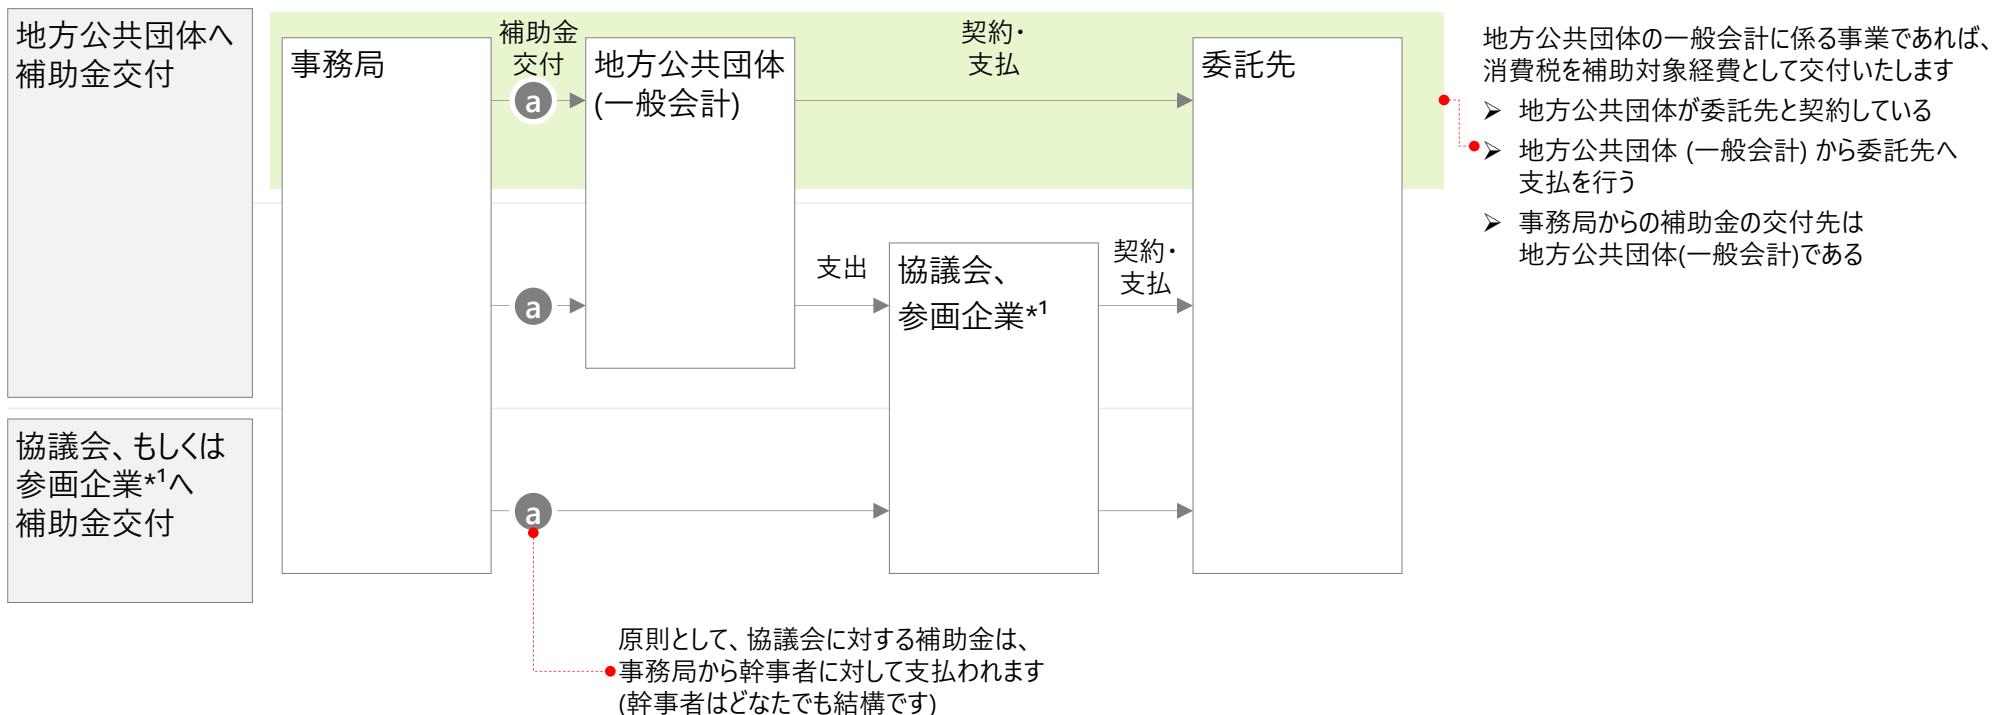 地方公共団体へ
補助金交付
事務局
補助金
交付
a
地方公共団体
(一般会計)
契約・
支払
委託先
地方公共団体の一般会計に係る事業であれば、
消費税を補助対象経費として交付いたします
➢ 地方公共団体が委託先と契約している
➢ 地方公共団体 (一般会計) から委託先へ
支払を行う
➢ 事務局からの補助金の交付先は
地方公共団体(一般会計)である
a
支出
協議会、
参画企業*¹
契約・
支払
協議会、もしくは
参画企業*¹へ
補助金交付
a
原則として、協議会に対する補助金は、
事務局から幹事者に対して支払われます
(幹事者はどなたでも結構です)